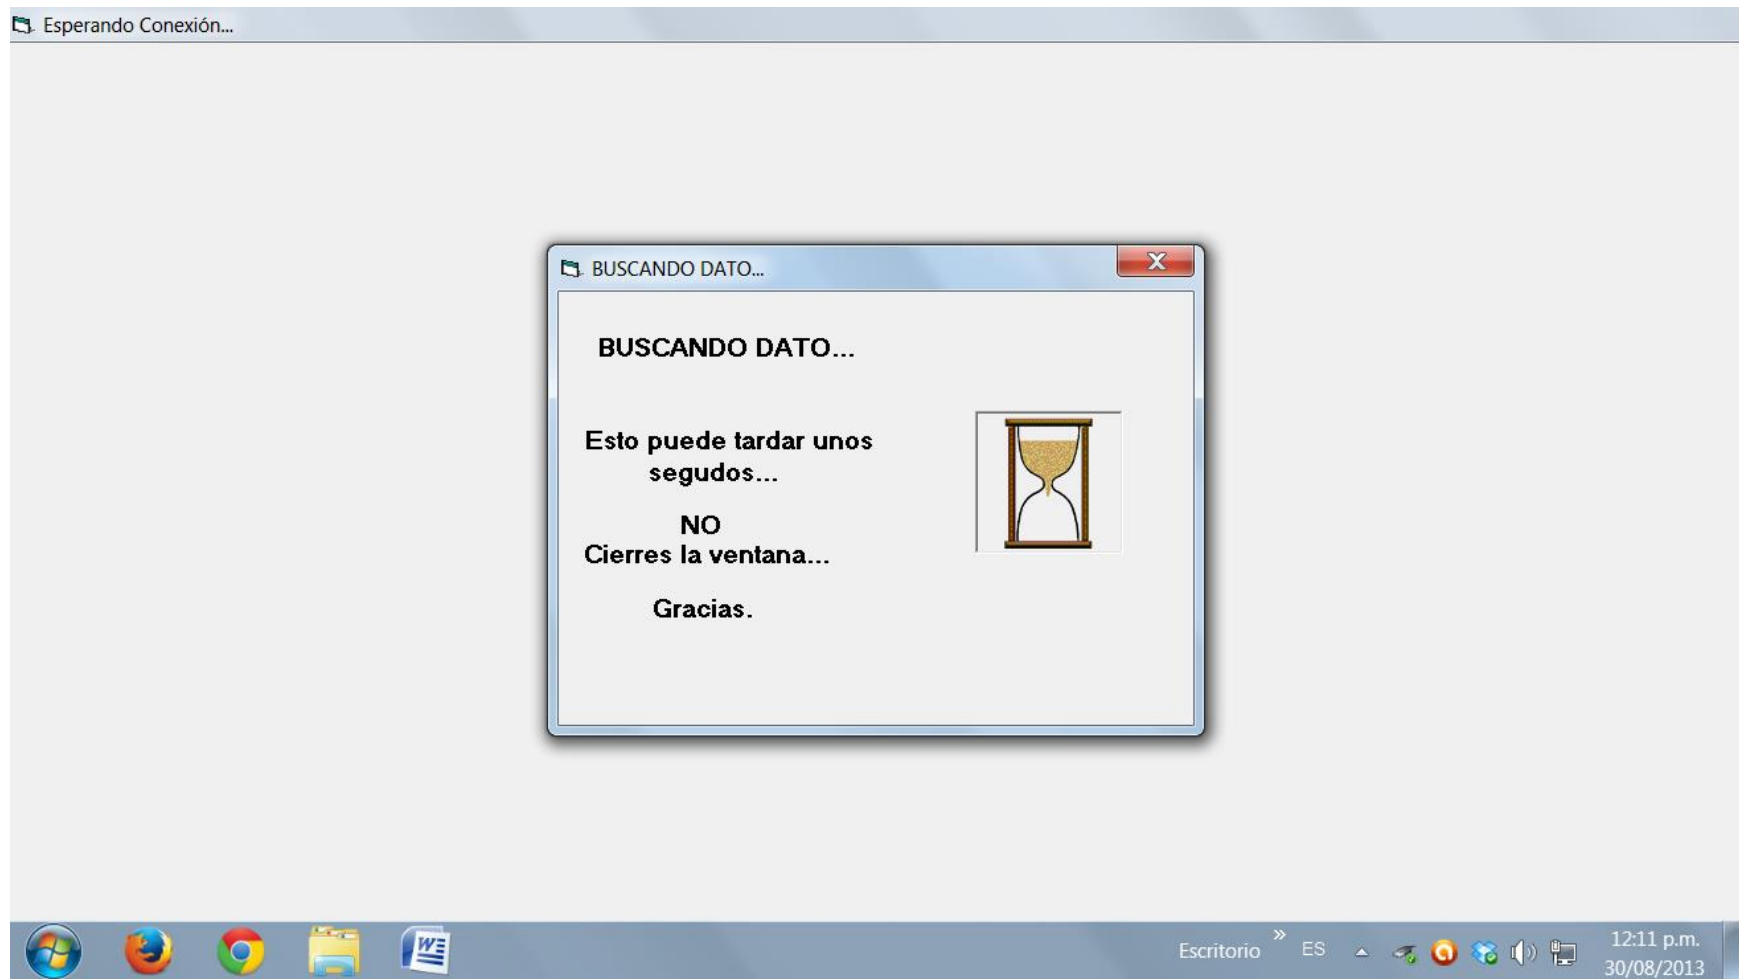 Esperando Conexión...
BUSCANDO DATO...
BUSCANDO DATO...
Esto puede tardar unos
segudos...
NO
Cierres la ventana...
Gracias.
Escritorio » ES
12:11 p.m.
30/08/2013